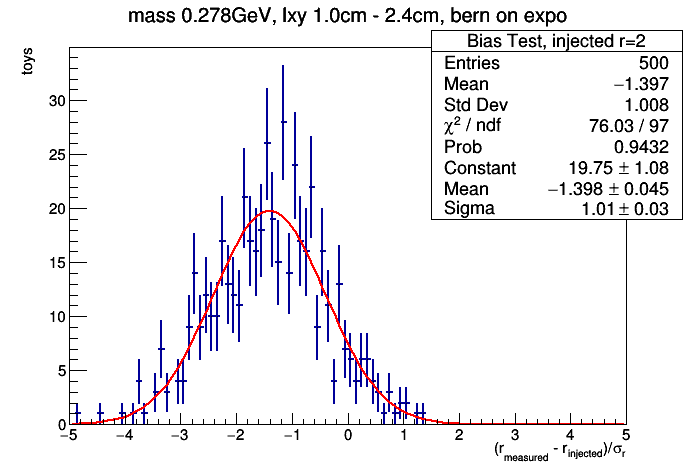 mass 0.278GeV, lxy 1.0cm - 2.4cm, bern on expo
toys
Bias Test, injected r=2
Entries 500
Mean −1.397
Std Dev 1.008
χ² / ndf 76.03 / 97
Prob 0.9432
Constant 19.75 ± 1.08
Mean −1.398 ± 0.045
Sigma 1.01 ± 0.03
30
25
20
15
10
5
0
−5 −4 −3 −2 −1 0 1 2 3 4 5
(r_measured - r_injected)/σ_r